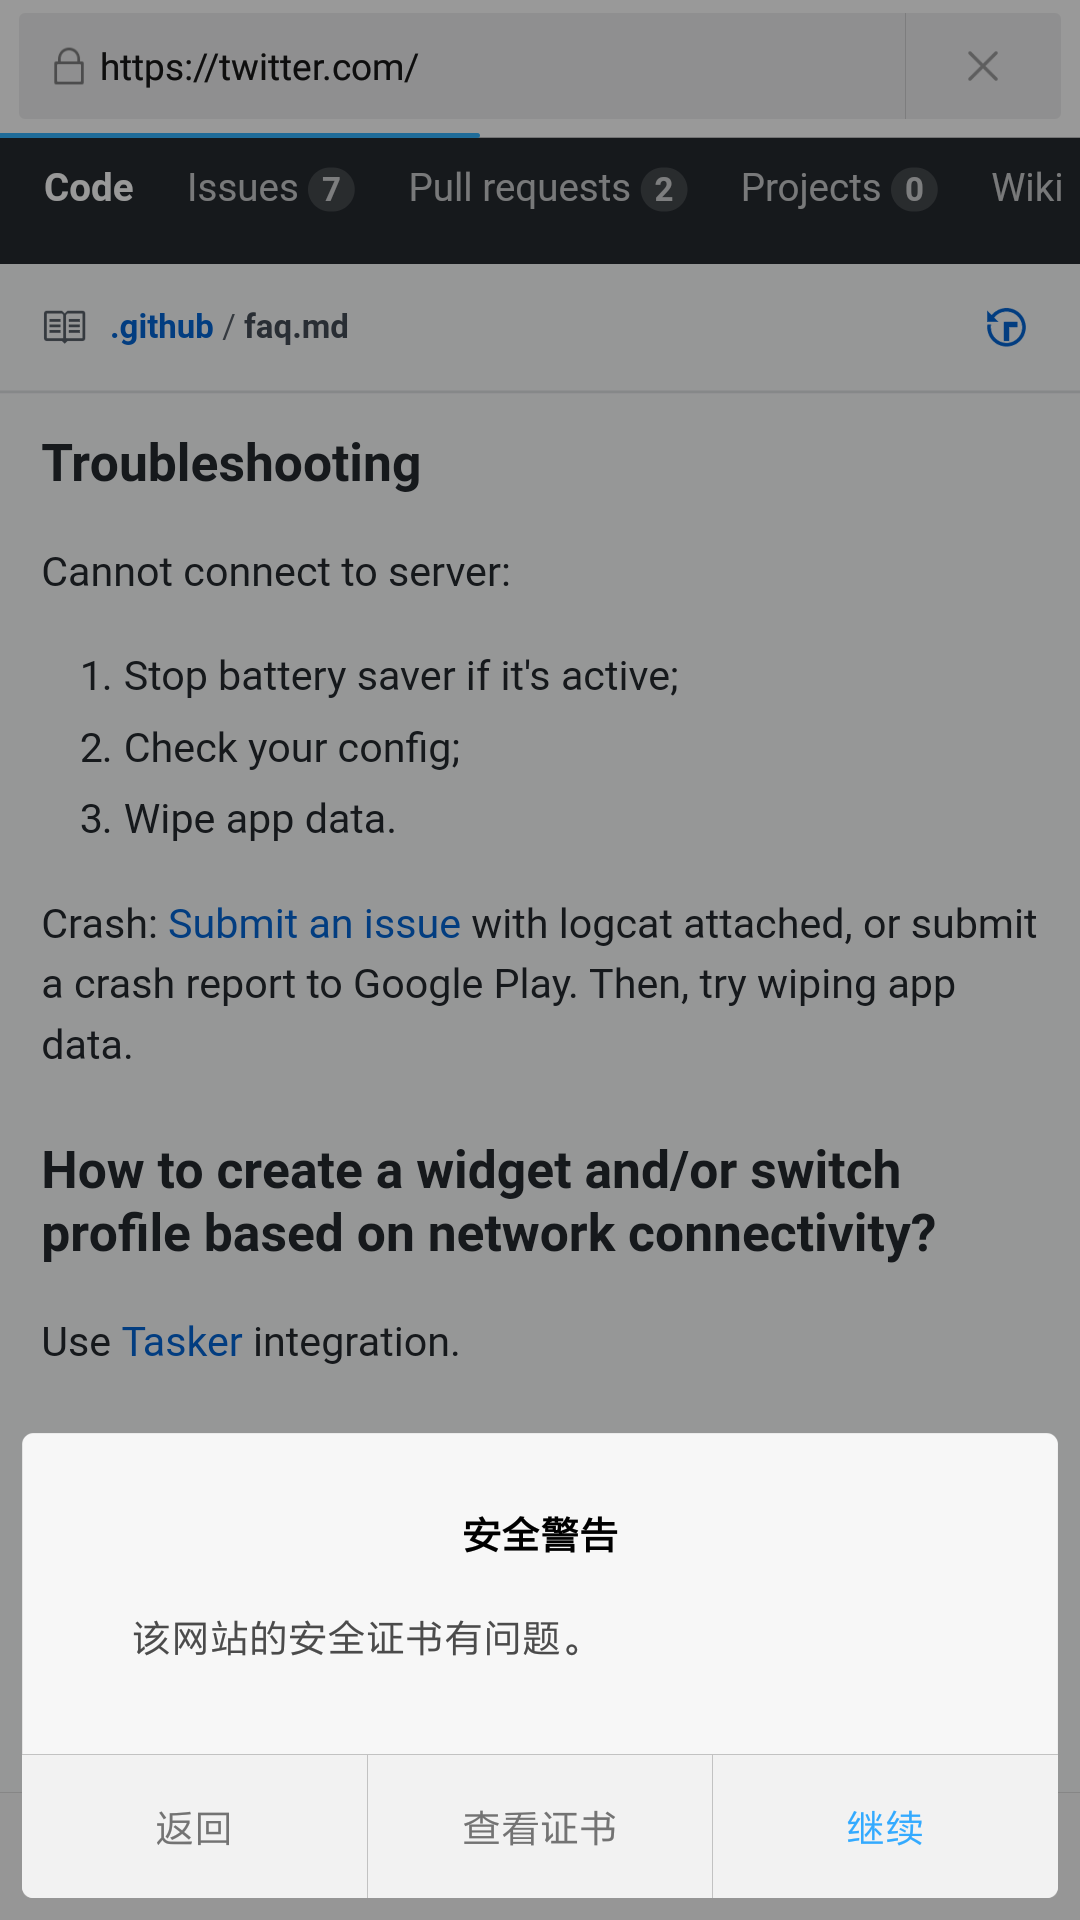 https://twitter.com/
Code Issues 7 Pull requests 2 Projects 0 Wiki
.github / faq.md
Troubleshooting
Cannot connect to server:
1. Stop battery saver if it's active;
2. Check your config;
3. Wipe app data.
Crash: Submit an issue with logcat attached, or submit
a crash report to Google Play. Then, try wiping app
data.
How to create a widget and/or switch
profile based on network connectivity?
Use Tasker integration.
安全警告
该网站的安全证书有问题。
返回 查看证书 继续